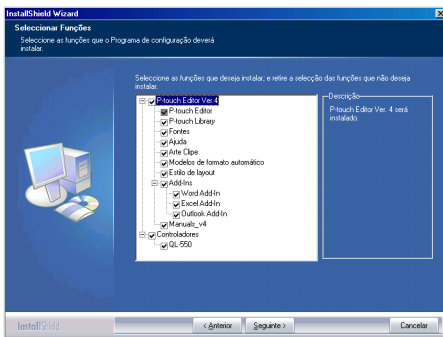 InstallShield Wizard
Seleccionar Funções
Seleccione as funções que o Programa de configuração deverá
instalar.
Seleccione as funções que deseja instalar; e retire a selecção das funções que não deseja
instalar.
P-touch Editor Ver.4
P-touch Editor
P-touch Library
Fontes
Ajuda
Arte Clipe
Modelos de formato automático
Estilo de layout
Add-Ins
Word Add-In
Excel Add-In
Outlook Add-In
Manuals_v4
Controladores
QL-550
Descrição
P-touch Editor Ver. 4 será
instalado.
InstallShield
< Anterior
Seguinte >
Cancelar